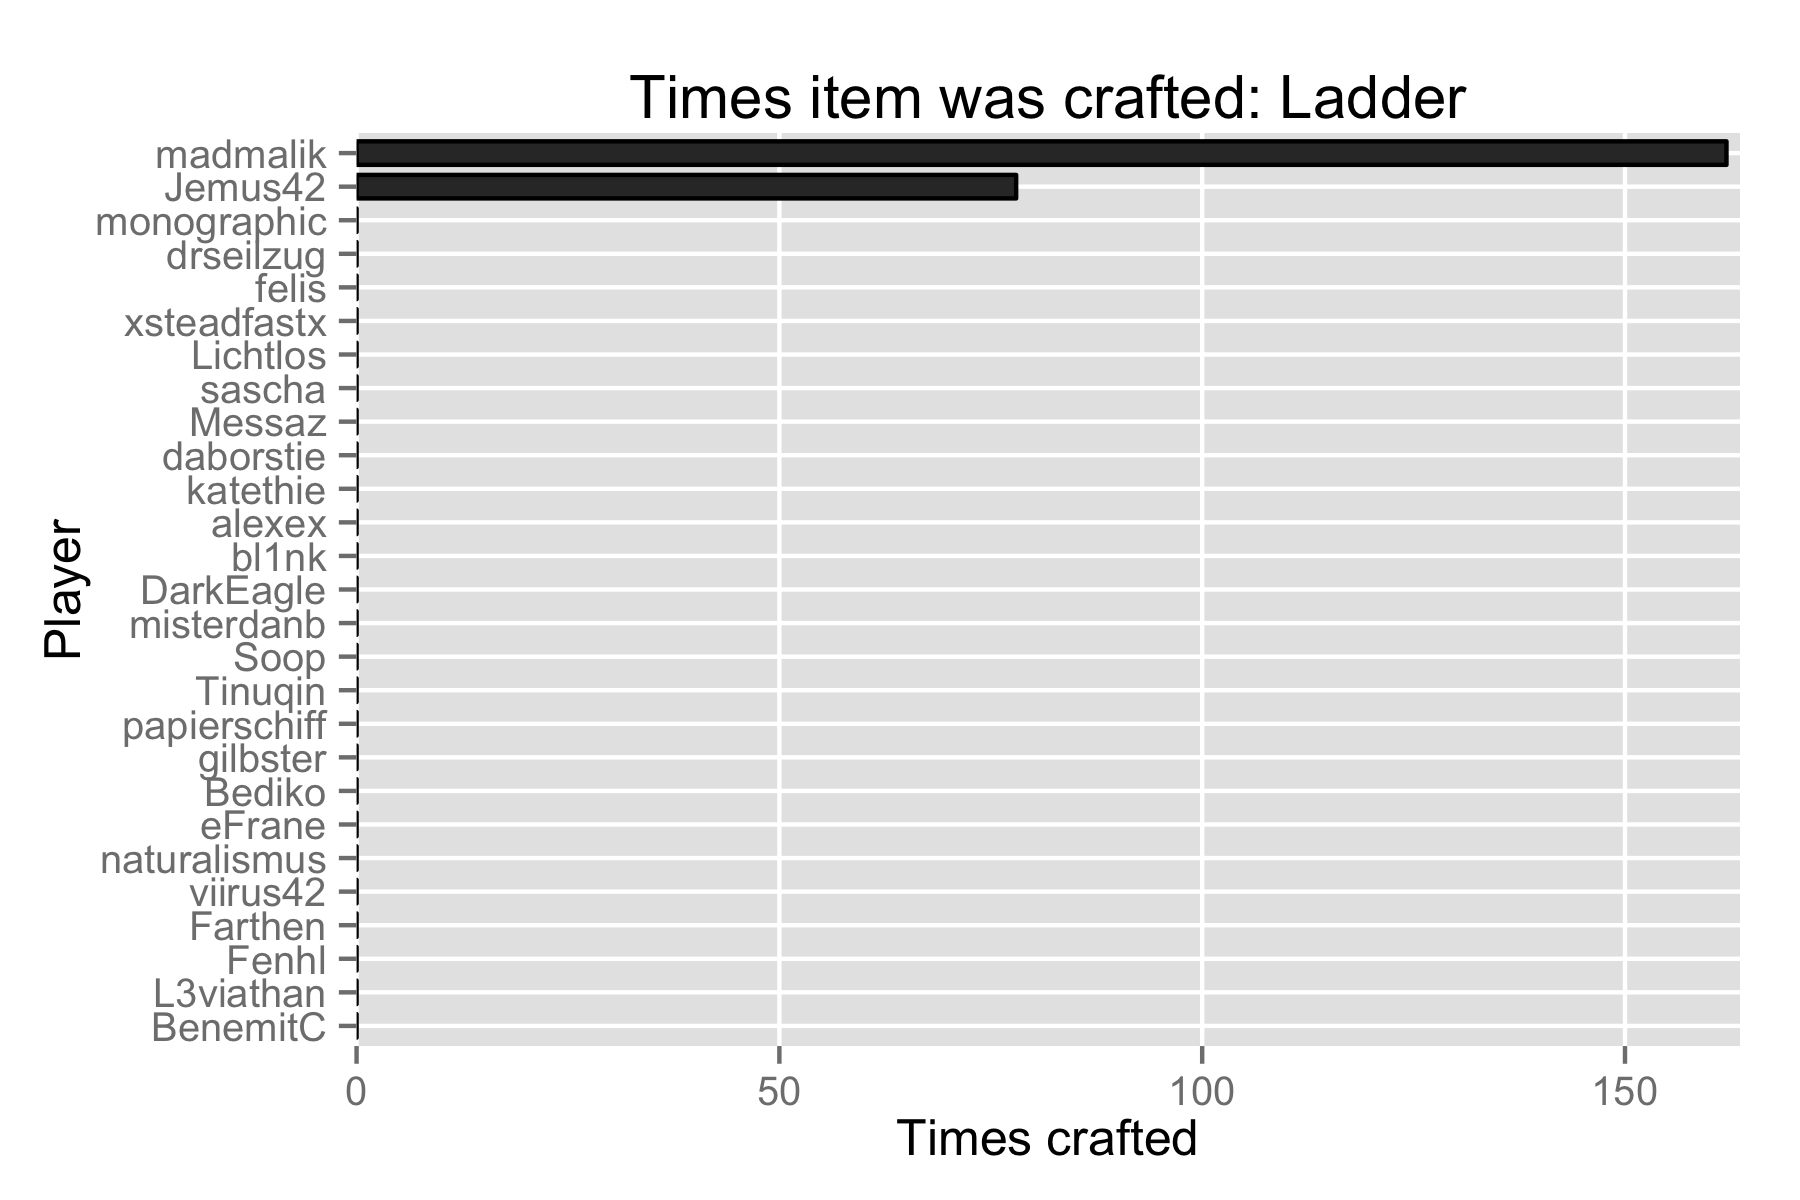 Times item was crafted: Ladder
madmalik
Jemus42
monographic
drseilzug
felis
xsteadfastx
Lichtlos
sascha
Messaz
daborstie
katethie
alexex
bl1nk
DarkEagle
misterdanb
Soop
Tinuqin
papierschiff
gilbster
Bediko
eFrane
naturalismus
viirus42
Farthen
Fenhl
L3viathan
BenemitC
Player
0 50 100 150
Times crafted